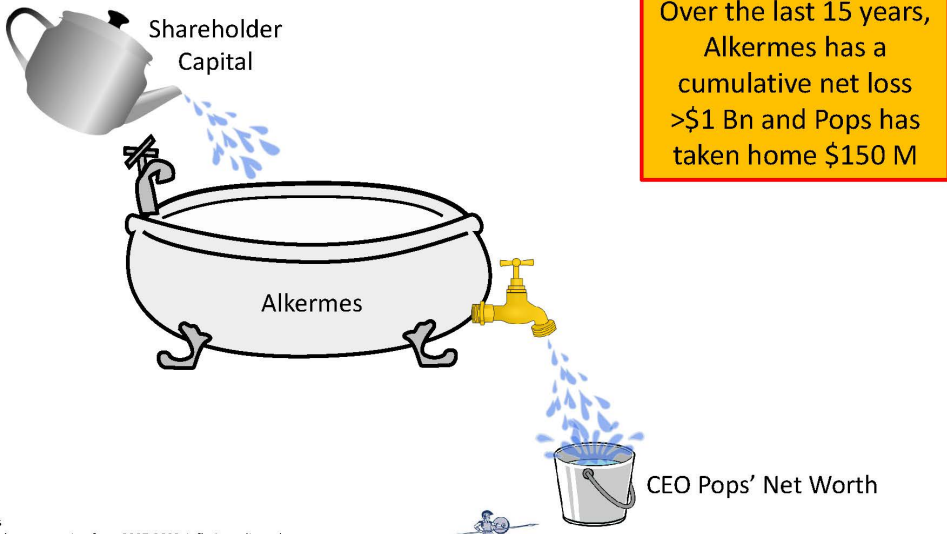 Shareholder
Capital
Over the last 15 years,
Alkermes has a
cumulative net loss
>$1 Bn and Pops has
taken home $150 M
Alkermes
CEO Pops’ Net Worth